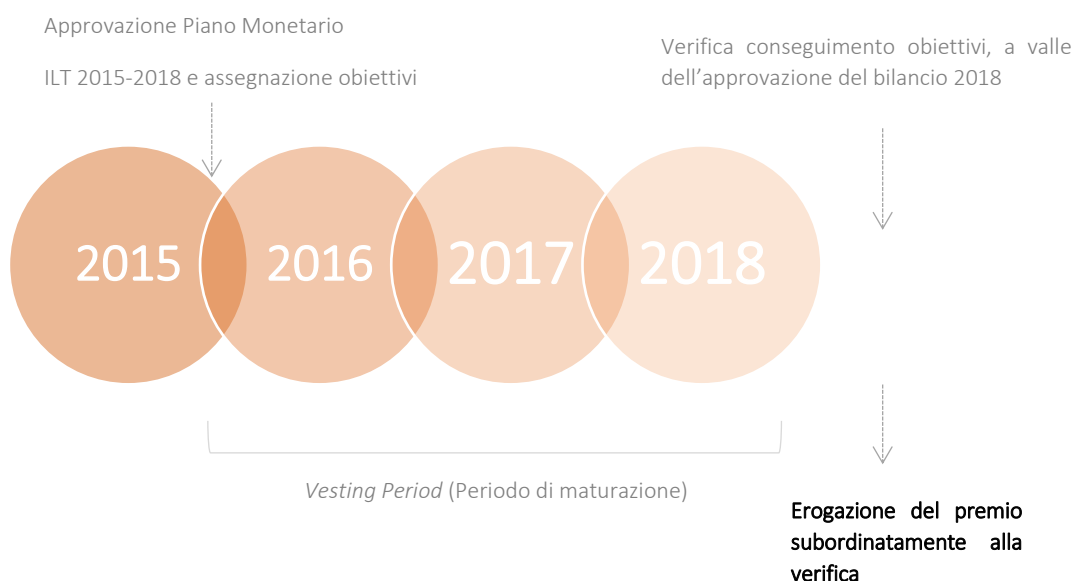 Approvazione Piano Monetario
ILT 2015-2018 e assegnazione obiettivi
Verifica conseguimento obiettivi, a valle
dell'approvazione del bilancio 2018
2015
2016
2017
2018
Vesting Period (Periodo di maturazione)
Erogazione del premio
subordinatamente alla
verifica